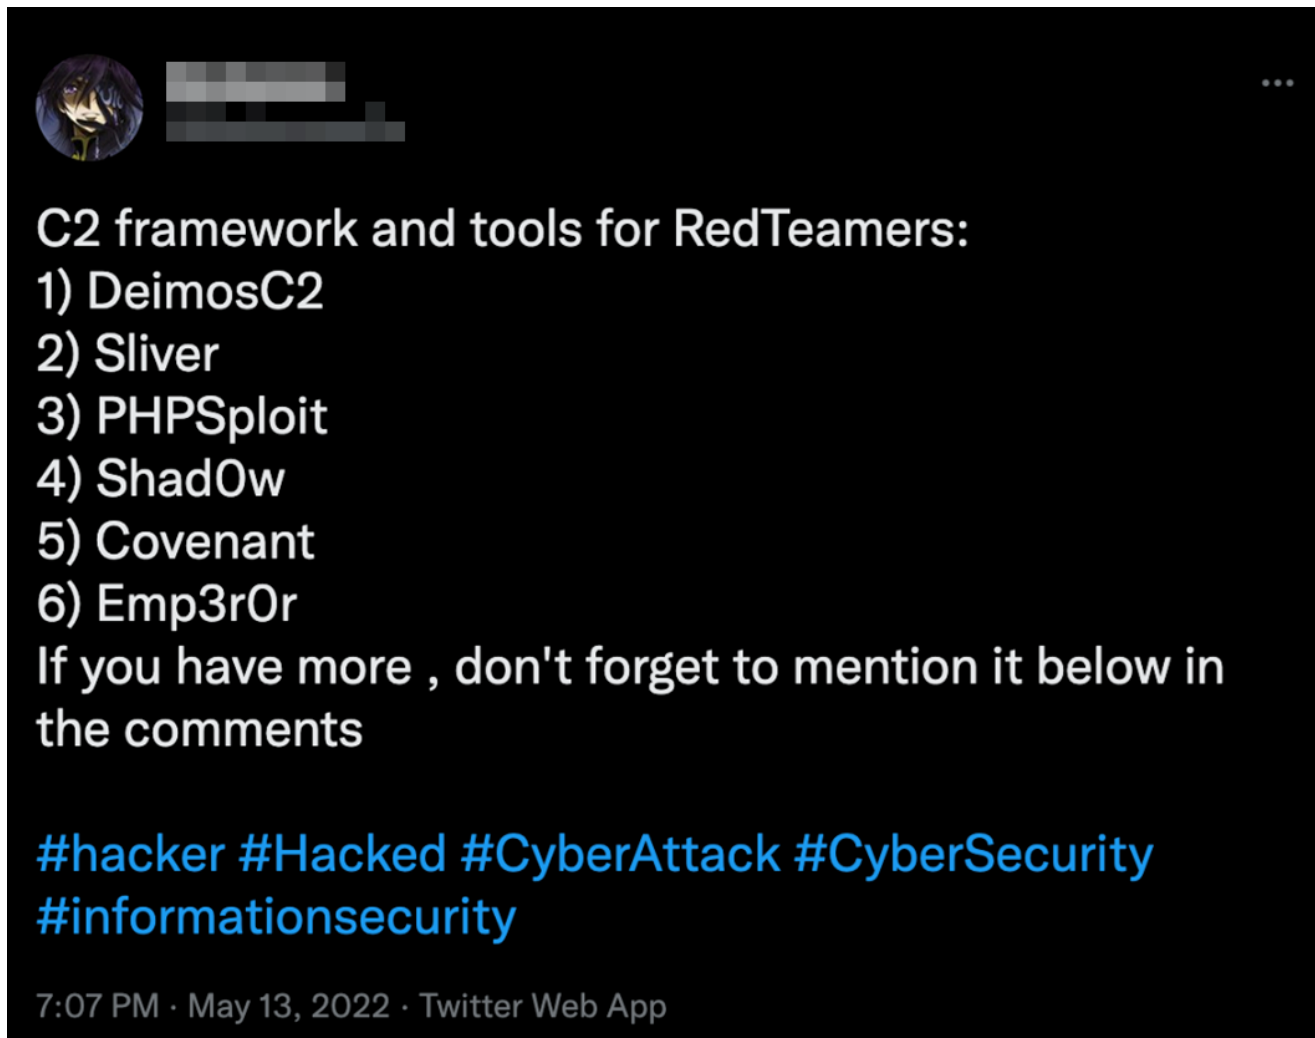 C2 framework and tools for RedTeamers:
1) DeimosC2
2) Sliver
3) PHPSploit
4) Shad0w
5) Covenant
6) Emp3r0r
If you have more , don't forget to mention it below in
the comments
#hacker #Hacked #CyberAttack #CyberSecurity
#informationsecurity
7:07 PM · May 13, 2022 · Twitter Web App